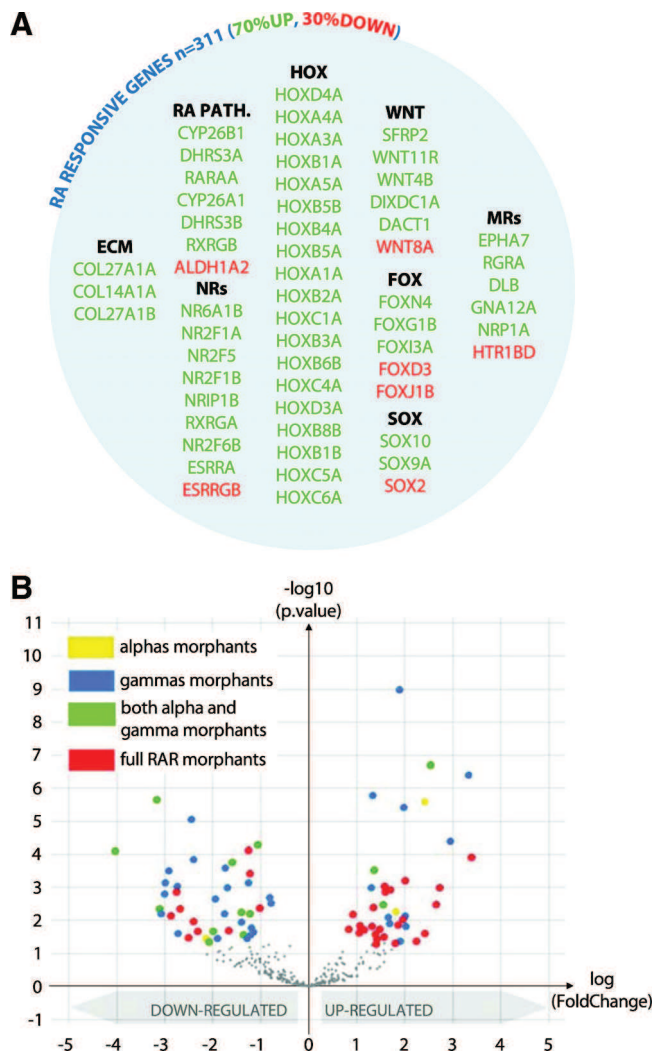 A
RA RESPONSIVE GENES n=311 (70%UP, 30%DOWN)
ECM
COL27A1A
COL14A1A
COL27A1B
RA PATH.
CYP26B1
DHRS3A
RARAA
CYP26A1
DHRS3B
RXRGB
ALDH1A2
NRs
NR6A1B
NR2F1A
NR2F5
NR2F1B
NRIP1B
RXRGA
NR2F6B
ESRRA
ESRRGB
HOX
HOXD4A
HOXA4A
HOXA3A
HOXB1A
HOXA5A
HOXB5B
HOXB4A
HOXB5A
HOXA1A
HOXB2A
HOXC1A
HOXB3A
HOXB6B
HOXC4A
HOXD3A
HOXB8B
HOXB1B
HOXC5A
HOXC6A
WNT
SFRP2
WNT11R
WNT4B
DIXDC1A
DACT1
WNT8A
FOX
FOXN4
FOXG1B
FOXI3A
FOXD3
FOXJ1B
SOX
SOX10
SOX9A
SOX2
MRs
EPHA7
RGRA
DLB
GNA12A
NRP1A
HTR1BD
B
-log10
(p.value)
11
10
9
8
7
6
5
4
3
2
1
0
-1
alphas morphants
gammas morphants
both alpha and
gamma morphants
full RAR morphants
DOWN-REGULATED
UP-REGULATED
log
(FoldChange)
-5 -4 -3 -2 -1 0 1 2 3 4 5